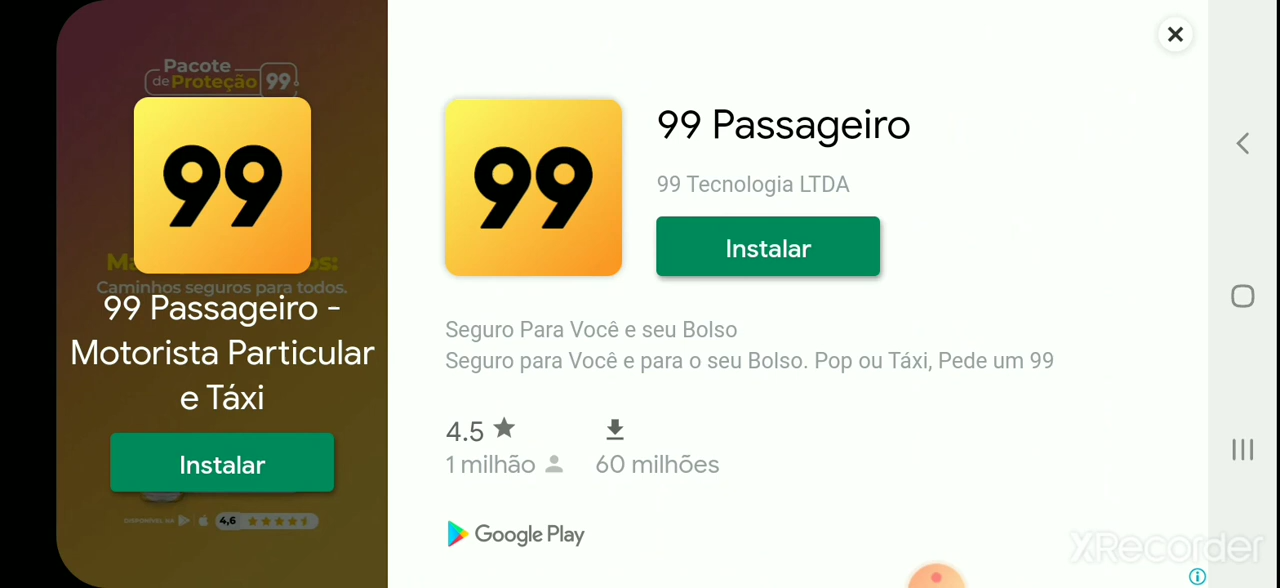 Pacote
de Proteção 99
99
Caminhos seguros para todos.
99 Passageiro -
Motorista Particular
e Táxi
Instalar
4,6
99
99 Passageiro
99 Tecnologia LTDA
Instalar
Seguro Para Você e seu Bolso
Seguro para Você e para o seu Bolso. Pop ou Táxi, Pede um 99
4.5
1 milhão
60 milhões
Google Play
XRecorder